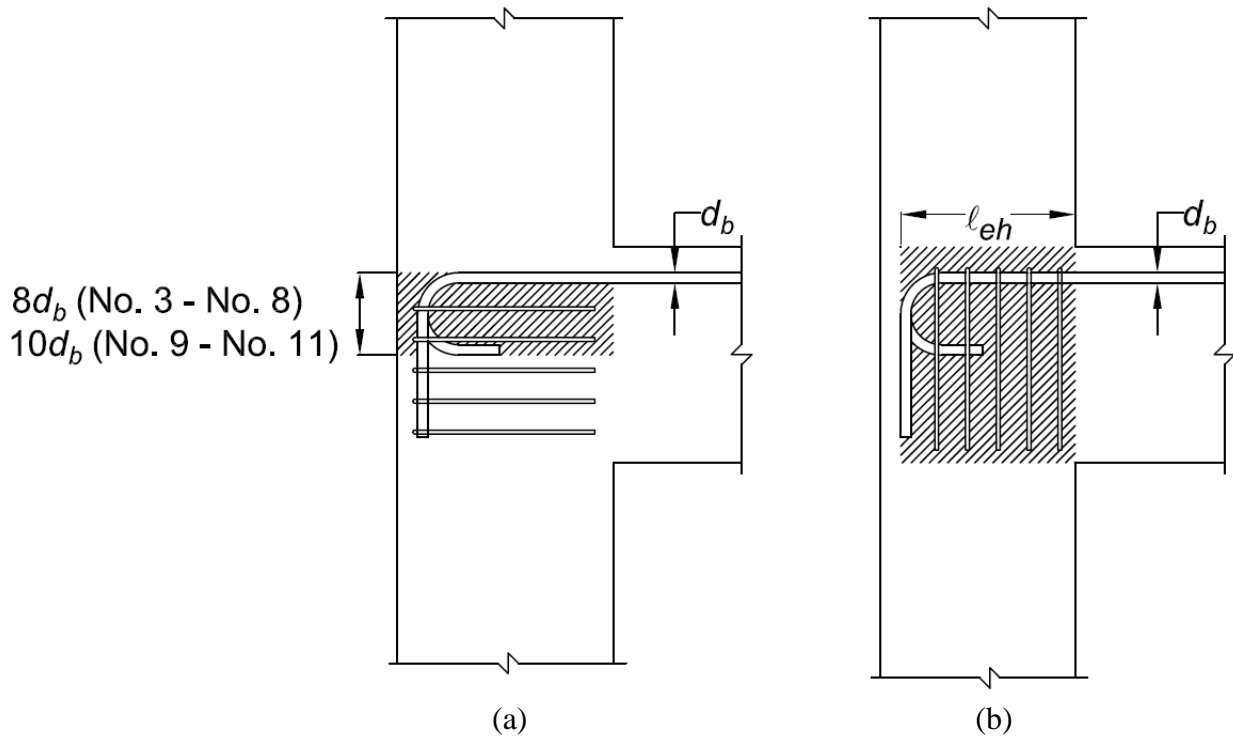 d_b
ℓ_eh
d_b
8d_b (No. 3 - No. 8)
10d_b (No. 9 - No. 11)
(a)
(b)